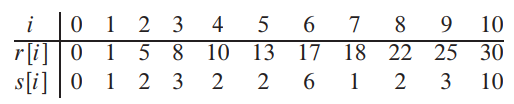 i 0 1 2 3 4 5 6 7 8 9 10
r[i] 0 1 5 8 10 13 17 18 22 25 30
s[i] 0 1 2 3 2 2 6 1 2 3 10